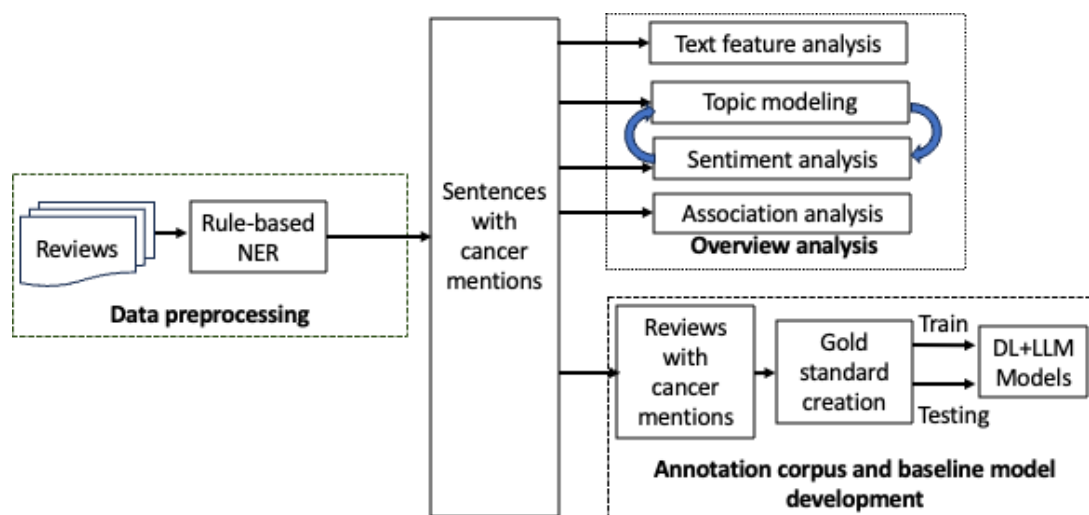 Reviews
Rule-based
NER
Data preprocessing
Sentences
with
cancer
mentions
Text feature analysis
Topic modeling
Sentiment analysis
Association analysis
Overview analysis
Reviews
with
cancer
mentions
Gold
standard
creation
Train
Testing
DL+LLM
Models
Annotation corpus and baseline model
development